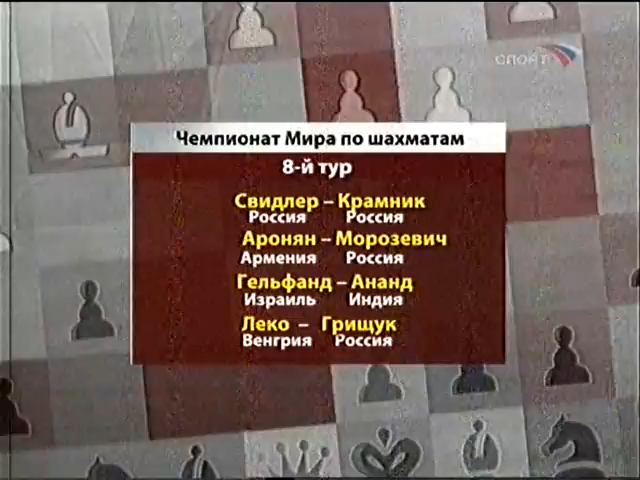 СПОРТ
Чемпионат Мира по шахматам
8-й тур
Свидлер – Крамник
Россия Россия
Аронян – Морозевич
Армения Россия
Гельфанд – Ананд
Израиль Индия
Леко – Грищук
Венгрия Россия